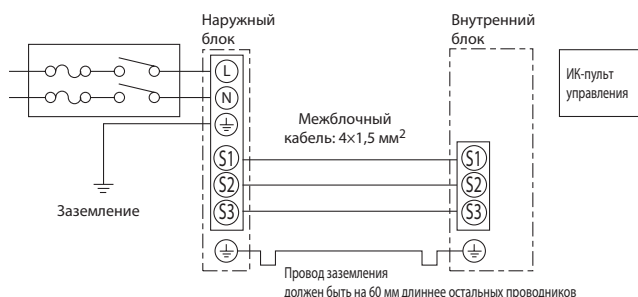 Наружный
блок
Внутренний
блок
L
N
ИК-пульт
управления
Межблочный
кабель: 4×1,5 мм²
S1
S2
S3
S1
S2
S3
Заземление
Провод заземления
должен быть на 60 мм длиннее остальных проводников